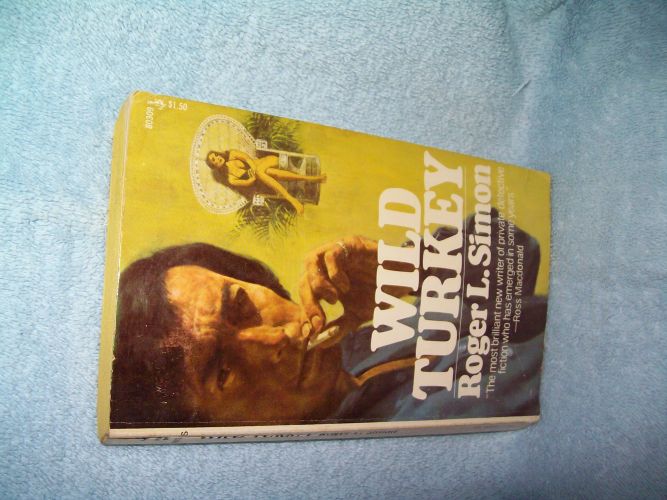 80309
$1.50
WILD
TURKEY
Roger L. Simon
"The most brilliant new writer of private detective
fiction who has emerged in some years"
—Ross Macdonald